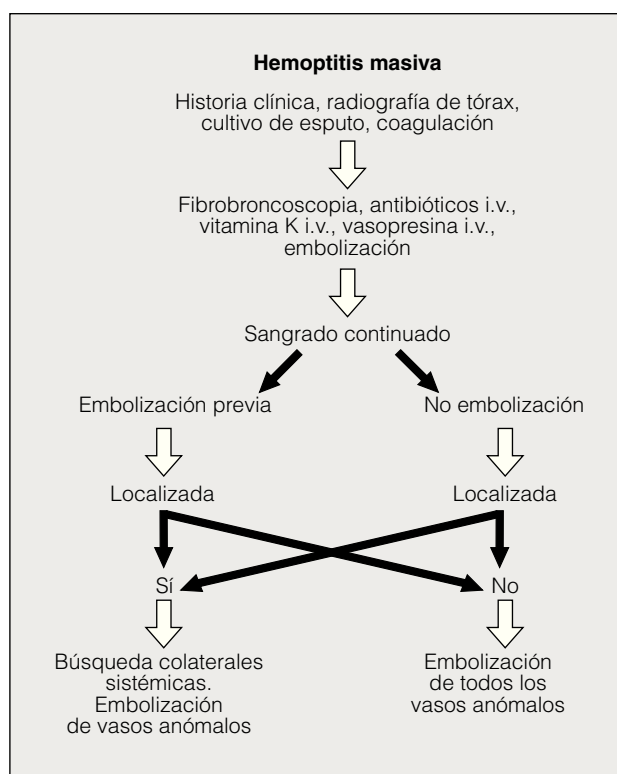 Hemoptitis masiva
Historia clínica, radiografía de tórax,
cultivo de esputo, coagulación
Fibrobroncoscopia, antibióticos i.v.,
vitamina K i.v., vasopresina i.v.,
embolización
Sangrado continuado
Embolización previa
No embolización
Localizada
Localizada
Sí
No
Búsqueda colaterales
sistémicas.
Embolización
de vasos anómalos
Embolización
de todos los
vasos anómalos